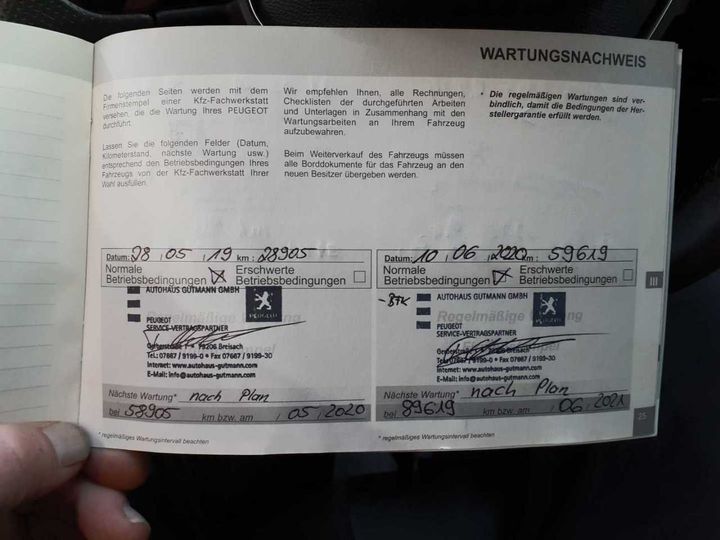 WARTUNGSNACHWEIS
Die folgenden Seiten werden mit dem
Firmenstempel einer Kfz-Fachwerkstatt
versehen, die die Wartung Ihres PEUGEOT
durchführt.
Lassen Sie die folgenden Felder (Datum,
Kilometerstand, nächste Wartung usw.)
entsprechend den Betriebsbedingungen Ihres
Fahrzeugs von der Kfz-Fachwerkstatt Ihrer
Wahl ausfüllen.
Wir empfehlen Ihnen, alle Rechnungen,
Checklisten der durchgeführten Arbeiten
und Unterlagen in Zusammenhang mit den
Wartungsarbeiten an Ihrem Fahrzeug
aufzubewahren.
Beim Weiterverkauf des Fahrzeugs müssen
alle Borddokumente für das Fahrzeug an den
neuen Besitzer übergeben werden.
* Die regelmäßigen Wartungen sind ver-
bindlich, damit die Bedingungen der Her-
stellergarantie erfüllt werden.
Datum: 28 / 05 / 19 km: 28905
Normale Betriebsbedingungen Erschwerte Betriebsbedingungen
AUTOHAUS GUTMANN GMBH
Regelmäßige Wartung
PEUGEOT
PEUGEOT
SERVICE-VERTRAGSPARTNER
79206 Breisach
Tel.: 07667 / 9199-0 • Fax 07667 / 9199-30
Internet: www.autohaus-gutmann.com
E-Mail: info@autohaus-gutmann.com
Nächste Wartung* nach Plan
bei 58905 km bzw. am / 05 / 2020
* regelmäßiges Wartungsintervall beachten
Datum: 10 / 06 / 2020 km: 59619
Normale Betriebsbedingungen Erschwerte Betriebsbedingungen
AUTOHAUS GUTMANN GMBH
Regelmäßige Wartung
PEUGEOT
PEUGEOT
SERVICE-VERTRAGSPARTNER
Breisach
Tel.: 07667 / 9199-0 • Fax 07667 / 9199-30
Internet: www.autohaus-gutmann.com
E-Mail: info@autohaus-gutmann.com
Nächste Wartung* nach Plan
bei 89619 km bzw. am / 06 / 2021
* regelmäßiges Wartungsintervall beachten
III
25